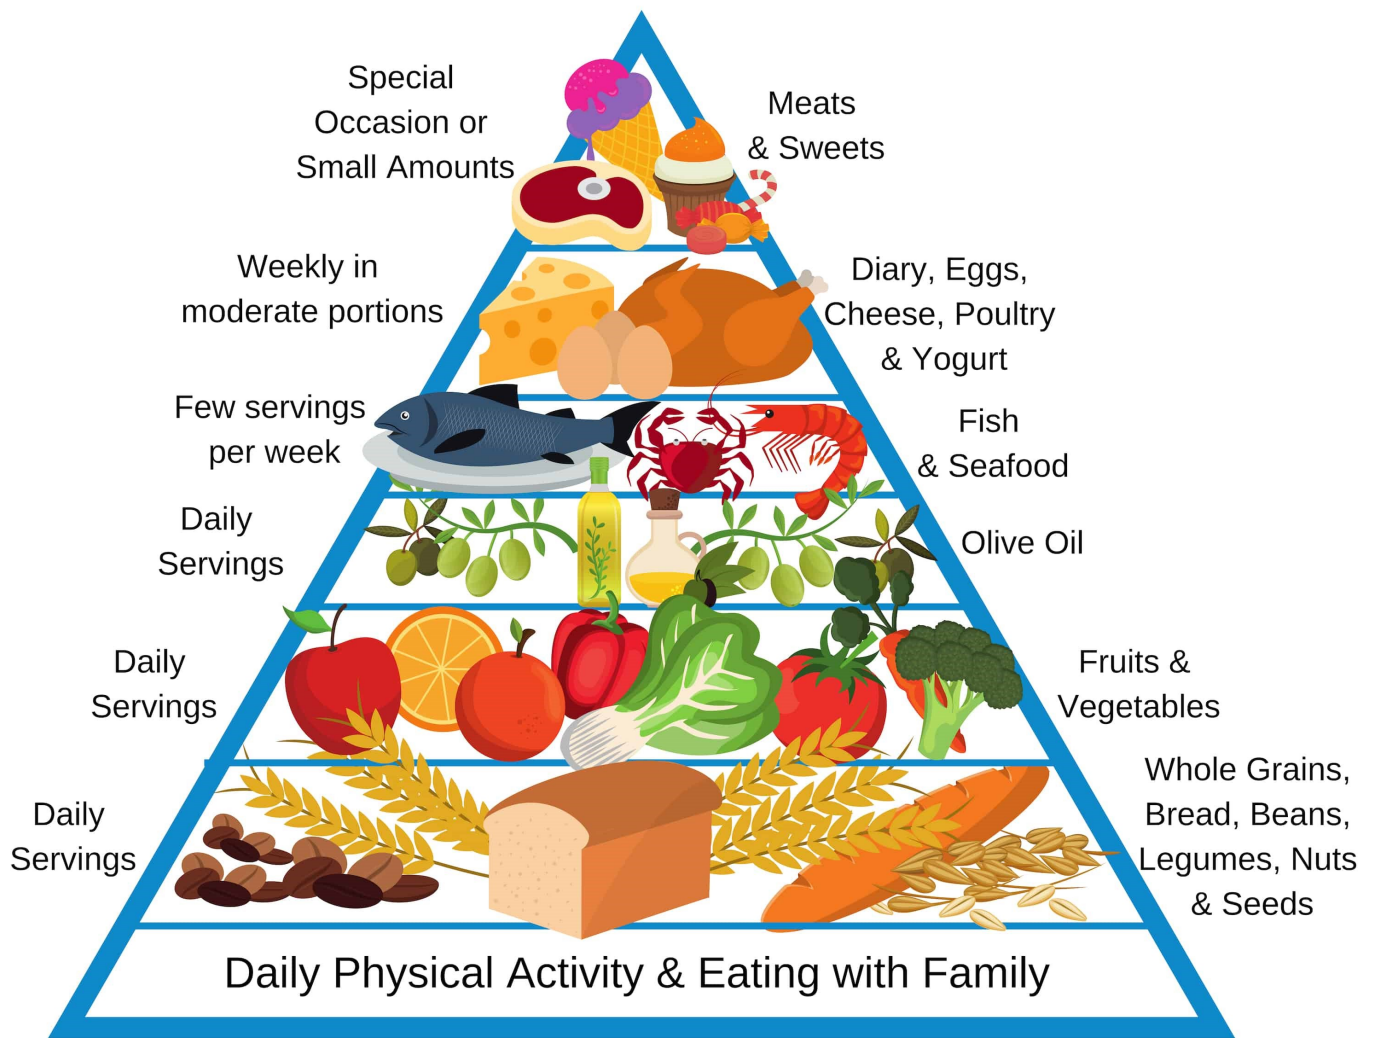 Special
Occasion or
Small Amounts
Meats
& Sweets
Weekly in
moderate portions
Diary, Eggs,
Cheese, Poultry
& Yogurt
Few servings
per week
Fish
& Seafood
Daily
Servings
Olive Oil
Daily
Servings
Fruits &
Vegetables
Daily
Servings
Whole Grains,
Bread, Beans,
Legumes, Nuts
& Seeds
Daily Physical Activity & Eating with Family